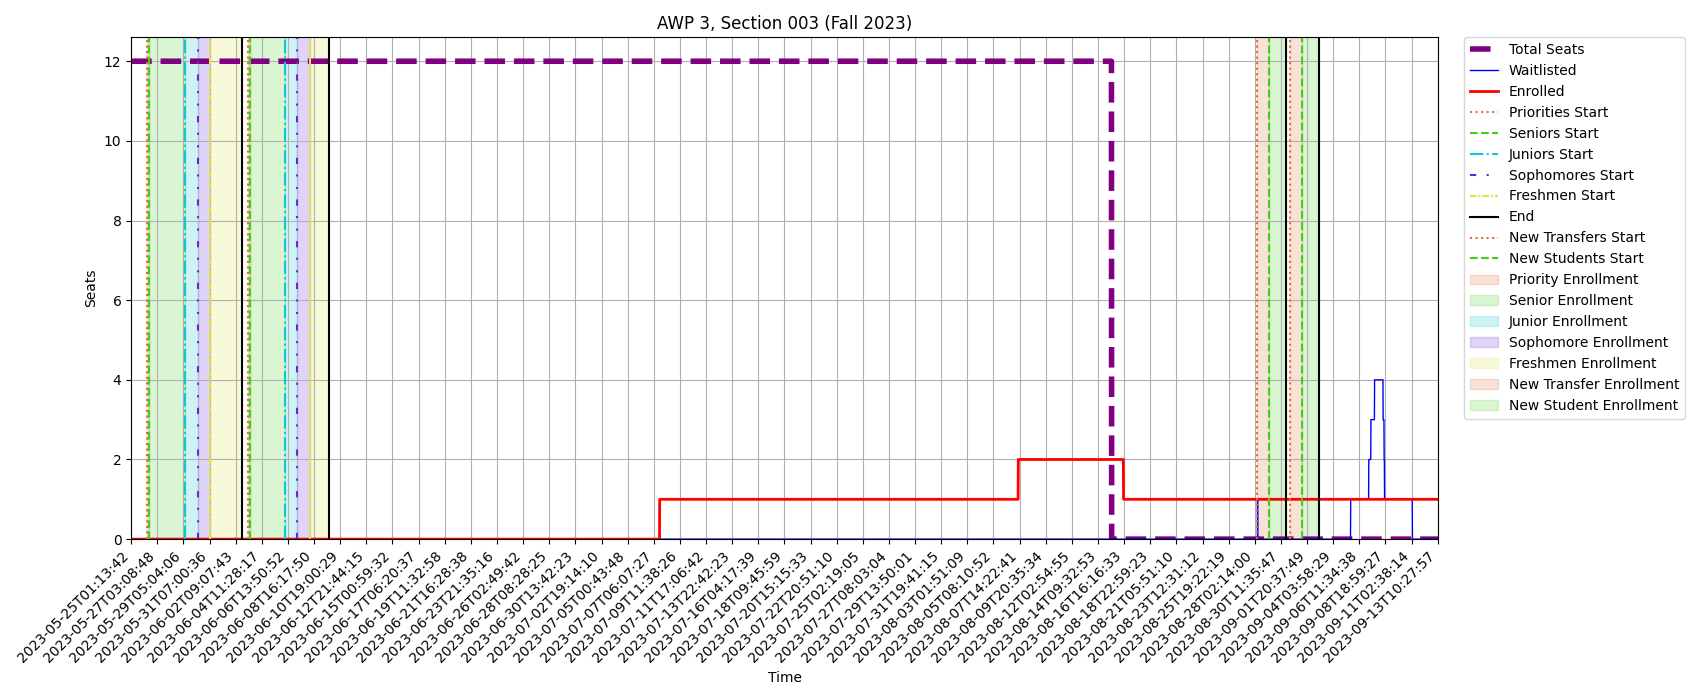 AWP 3, Section 003 (Fall 2023)
Seats
12
10
8
6
4
2
0
2023-05-25T01:13:42
2023-05-27T03:08:48
2023-05-29T05:04:06
2023-05-31T07:00:36
2023-06-02T09:07:43
2023-06-04T11:28:17
2023-06-06T13:50:52
2023-06-08T16:17:50
2023-06-10T19:00:29
2023-06-12T21:44:15
2023-06-15T00:59:32
2023-06-17T06:20:37
2023-06-19T11:32:58
2023-06-21T16:28:38
2023-06-23T21:35:16
2023-06-26T02:49:42
2023-06-28T08:28:25
2023-06-30T13:42:23
2023-07-02T19:14:10
2023-07-05T00:43:48
2023-07-07T06:07:27
2023-07-09T11:38:26
2023-07-11T17:06:42
2023-07-13T22:42:23
2023-07-16T04:17:39
2023-07-18T09:45:59
2023-07-20T15:15:33
2023-07-22T20:51:10
2023-07-25T02:19:05
2023-07-27T08:03:04
2023-07-29T13:50:01
2023-07-31T19:41:15
2023-08-03T01:51:09
2023-08-05T08:10:52
2023-08-07T14:22:41
2023-08-09T20:35:34
2023-08-12T02:54:55
2023-08-14T09:32:53
2023-08-16T16:16:33
2023-08-18T22:59:23
2023-08-21T05:51:10
2023-08-23T12:31:12
2023-08-25T19:22:19
2023-08-28T02:14:00
2023-08-30T11:35:47
2023-09-01T20:37:49
2023-09-04T03:58:29
2023-09-06T11:34:38
2023-09-08T18:59:27
2023-09-11T02:38:14
2023-09-13T10:27:57
Time
Total Seats
Waitlisted
Enrolled
Priorities Start
Seniors Start
Juniors Start
Sophomores Start
Freshmen Start
End
New Transfers Start
New Students Start
Priority Enrollment
Senior Enrollment
Junior Enrollment
Sophomore Enrollment
Freshmen Enrollment
New Transfer Enrollment
New Student Enrollment